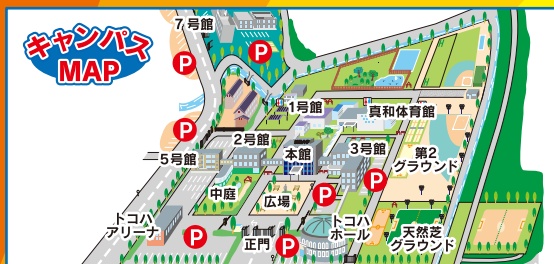 キャンパス
MAP
7号館
P
P
1号館
真和体育館
2号館
本館
3号館
第2
グラウンド
5号館
P
P
中庭
広場
トコハ
アリーナ
P
正門
P
トコハ
ホール
天然芝
グラウンド